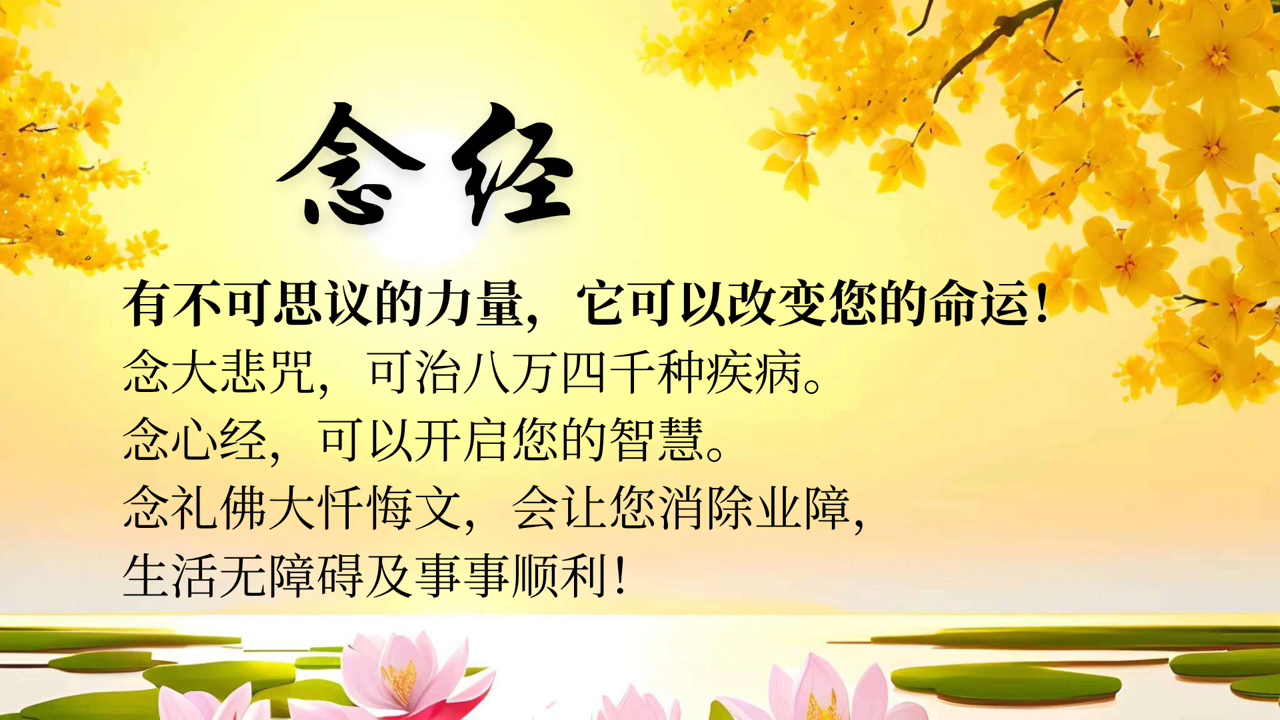 念经
有不可思议的力量，它可以改变您的命运！
念大悲咒，可治八万四千种疾病。
念心经，可以开启您的智慧。
念礼佛大忏悔文，会让您消除业障，
生活无障碍及事事顺利！